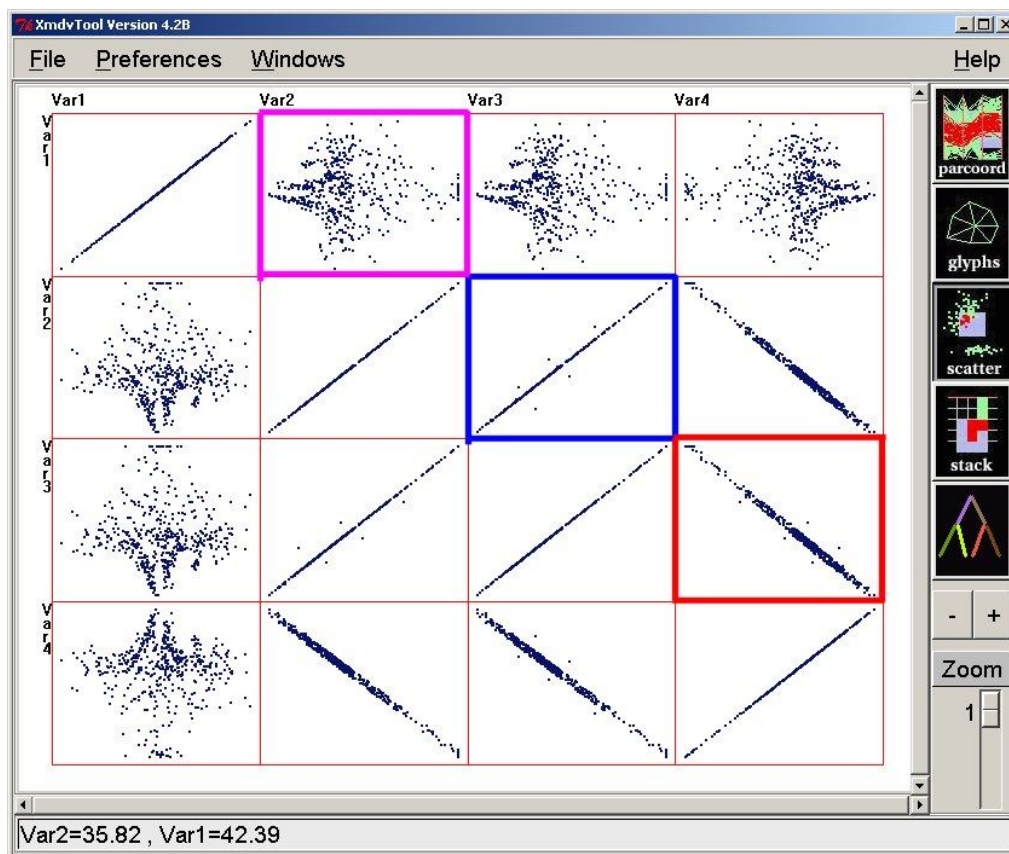 XmdvTool Version 4.2B
File Preferences Windows Help
Var1 Var2 Var3 Var4
Var1
Var2
Var3
Var4
parcoord
glyphs
scatter
stack
- +
Zoom
1
Var2=35.82 , Var1=42.39